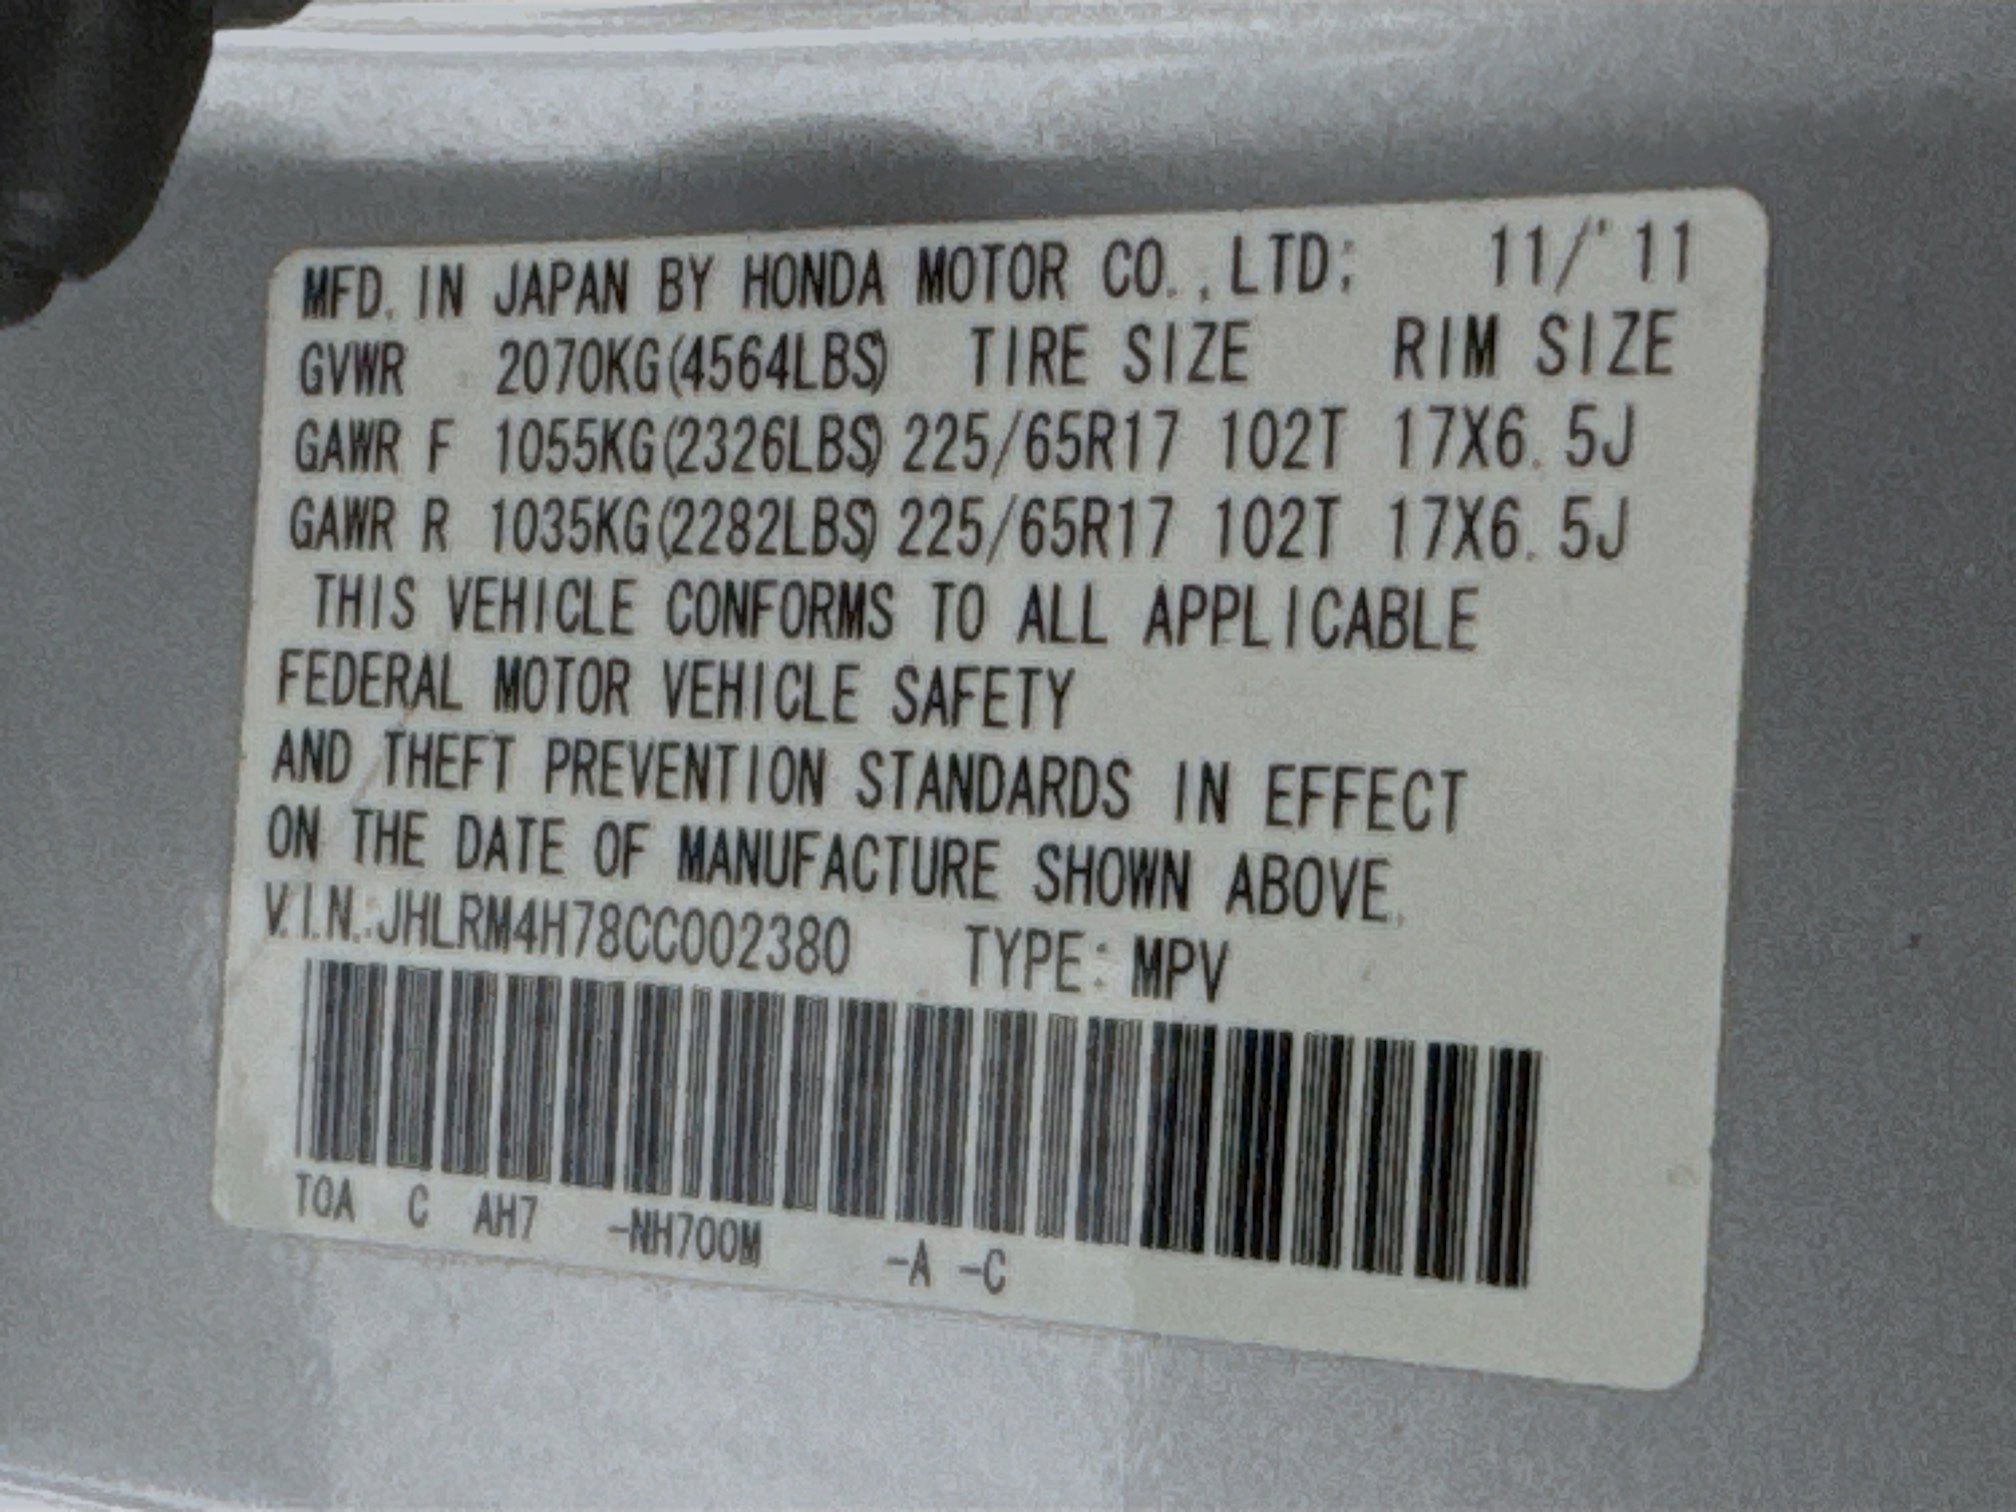 MFD. IN JAPAN BY HONDA MOTOR CO.,LTD; 11/'11
GVWR 2070KG(4564LBS) TIRE SIZE RIM SIZE
GAWR F 1055KG(2326LBS) 225/65R17 102T 17X6.5J
GAWR R 1035KG(2282LBS) 225/65R17 102T 17X6.5J
THIS VEHICLE CONFORMS TO ALL APPLICABLE
FEDERAL MOTOR VEHICLE SAFETY
AND THEFT PREVENTION STANDARDS IN EFFECT
ON THE DATE OF MANUFACTURE SHOWN ABOVE.
V.I.N.:JHLRM4H78CC002380 TYPE: MPV
T0A C AH7 -NH700M -A -C